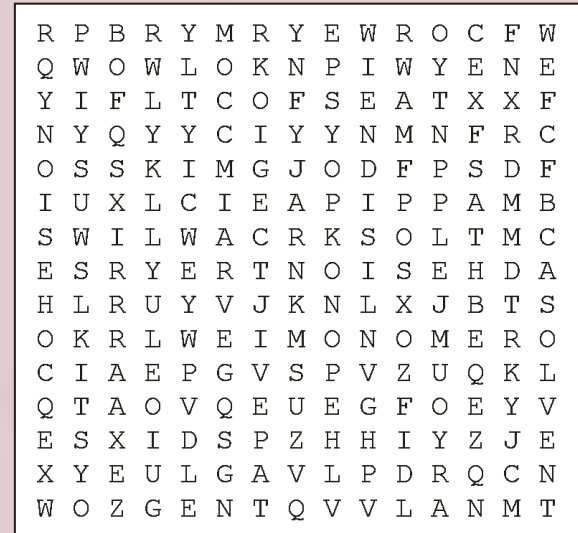 R P B R Y M R Y E W R O C F W
Q W O W L O K N P I W Y E N E
Y I F L T C O F S E A T X X F
N Y Q Y Y C I Y Y N M N F R C
O S S K I M G J O D F P S D F
I U X L C I E A P I P P A M B
S W I L W A C R K S O L T M C
E S R Y E R T N O I S E H D A
H L R U Y V J K N L X J B T S
O K R L W E I M O N O M E R O
C I A E P G V S P V Z U Q K L
Q T A O V Q E U E G F O E Y V
E S X I D S P Z H H I Y Z J E
X Y E U L G A V L P D R Q C N
W O Z G E N T Q V V L A N M T